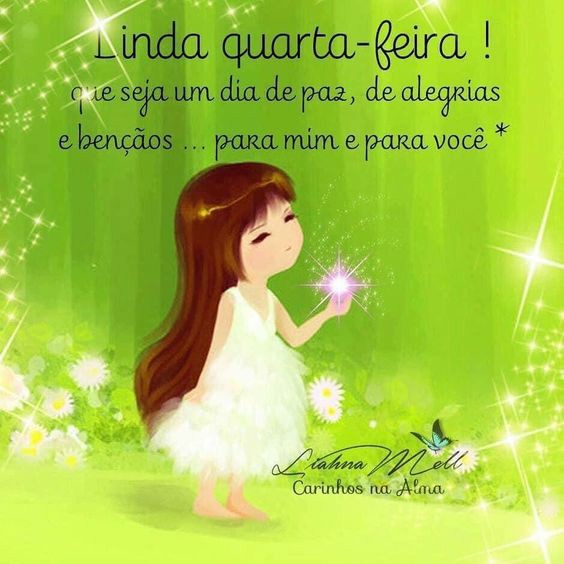 Linda quarta-feira !
que seja um dia de paz, de alegrias
e bençãos ... para mim e para você *
Liahna Mell
Carinhos na Alma